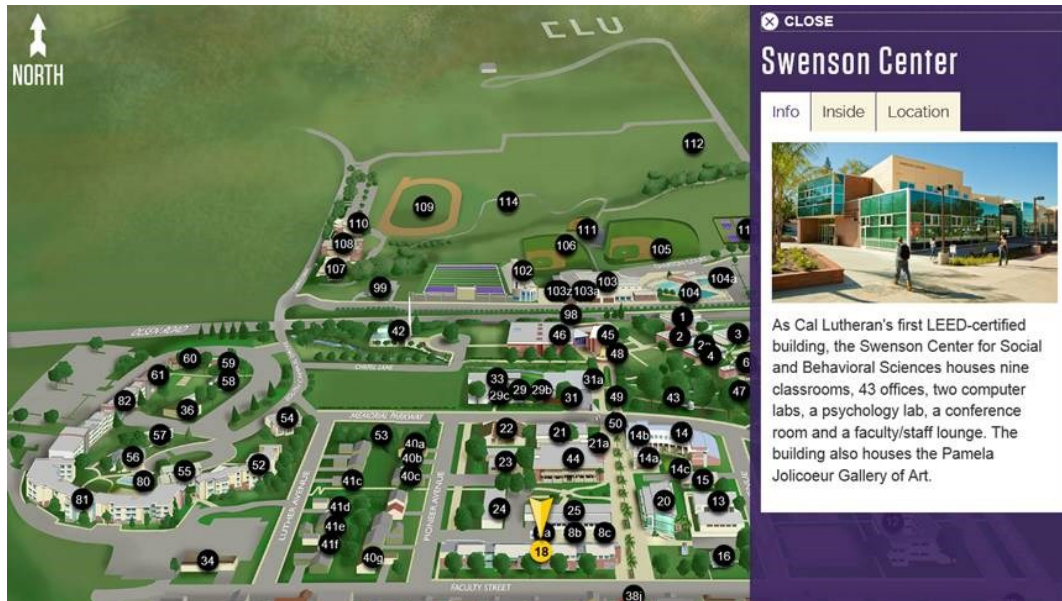 CLU
NORTH
112
109
114
110
111
11
108
106
105
107
102
103
104a
99
103z
103a
104
98
1
42
46
45
2
3
2a
OLSEN ROAD
48
4
60
59
CHAPEL LANE
6
61
58
33
31a
29c
29
29b
31
49
43
47
82
36
MEMORIAL PARKWAY
54
50
57
53
22
21
14b
14
40a
21a
56
40b
23
44
14a
52
55
40c
14c
80
41c
15
81
LUTHER AVENUE
41d
PIONEER AVENUE
24
25
20
13
41e
8b
8c
41f
18
34
40g
16
FACULTY STREET
38j
CLOSE
Swenson Center
Info Inside Location
As Cal Lutheran's first LEED-certified
building, the Swenson Center for Social
and Behavioral Sciences houses nine
classrooms, 43 offices, two computer
labs, a psychology lab, a conference
room and a faculty/staff lounge. The
building also houses the Pamela
Jolicoeur Gallery of Art.